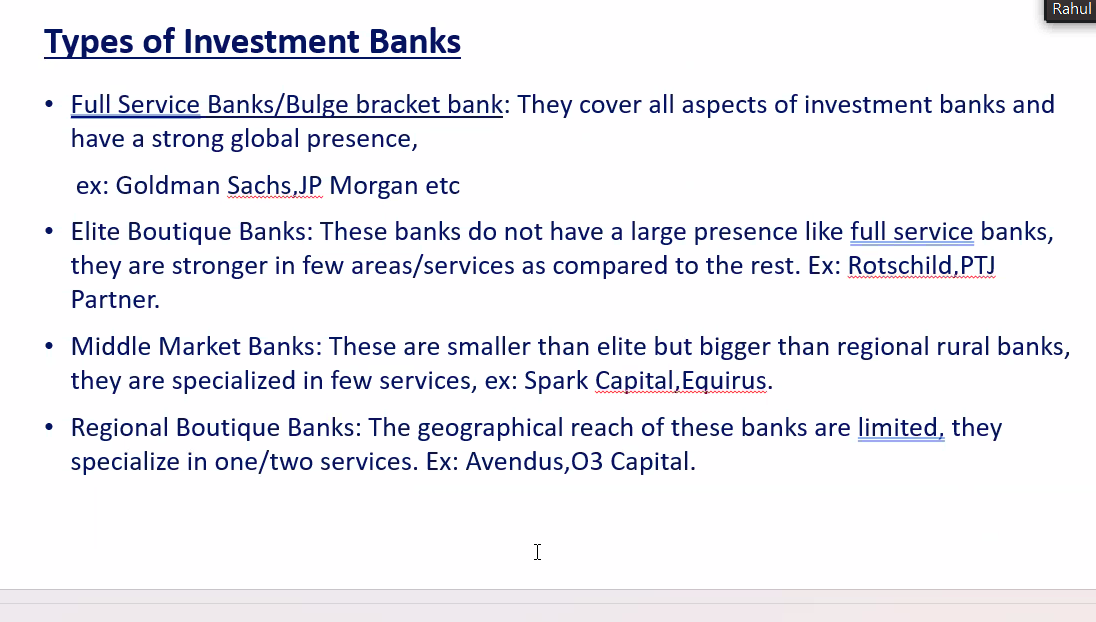 Rahul
Types of Investment Banks
• Full Service Banks/Bulge bracket bank: They cover all aspects of investment banks and
have a strong global presence,
ex: Goldman Sachs,JP Morgan etc
• Elite Boutique Banks: These banks do not have a large presence like full service banks,
they are stronger in few areas/services as compared to the rest. Ex: Rotschild,PTJ
Partner.
• Middle Market Banks: These are smaller than elite but bigger than regional rural banks,
they are specialized in few services, ex: Spark Capital,Equirus.
• Regional Boutique Banks: The geographical reach of these banks are limited, they
specialize in one/two services. Ex: Avendus,O3 Capital.